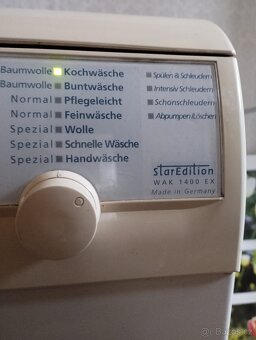 Baumwolle Kochwäsche
Baumwolle Buntwäsche
Normal Pflegeleicht
Normal Feinwäsche
Spezial Wolle
Spezial Schnelle Wäsche
Spezial Handwäsche
Spülen & Schleudern
Intensiv Schleudern
Schonschleudern
Abpumpen/Löschen
StarEdition
WAK 1400 EX
Made in Germany